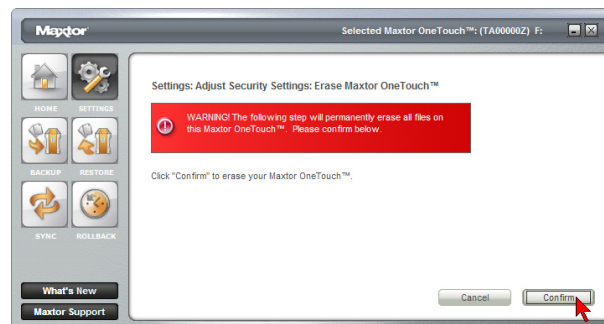 Maxtor
Selected Maxtor OneTouch™: (TA00000Z) F:
HOME SETTINGS
BACKUP RESTORE
SYNC ROLLBACK
What's New
Maxtor Support
Settings: Adjust Security Settings: Erase Maxtor OneTouch™
WARNING! The following step will permanently erase all files on
this Maxtor OneTouch™. Please confirm below.
Click "Confirm" to erase your Maxtor OneTouch™.
Cancel Confirm